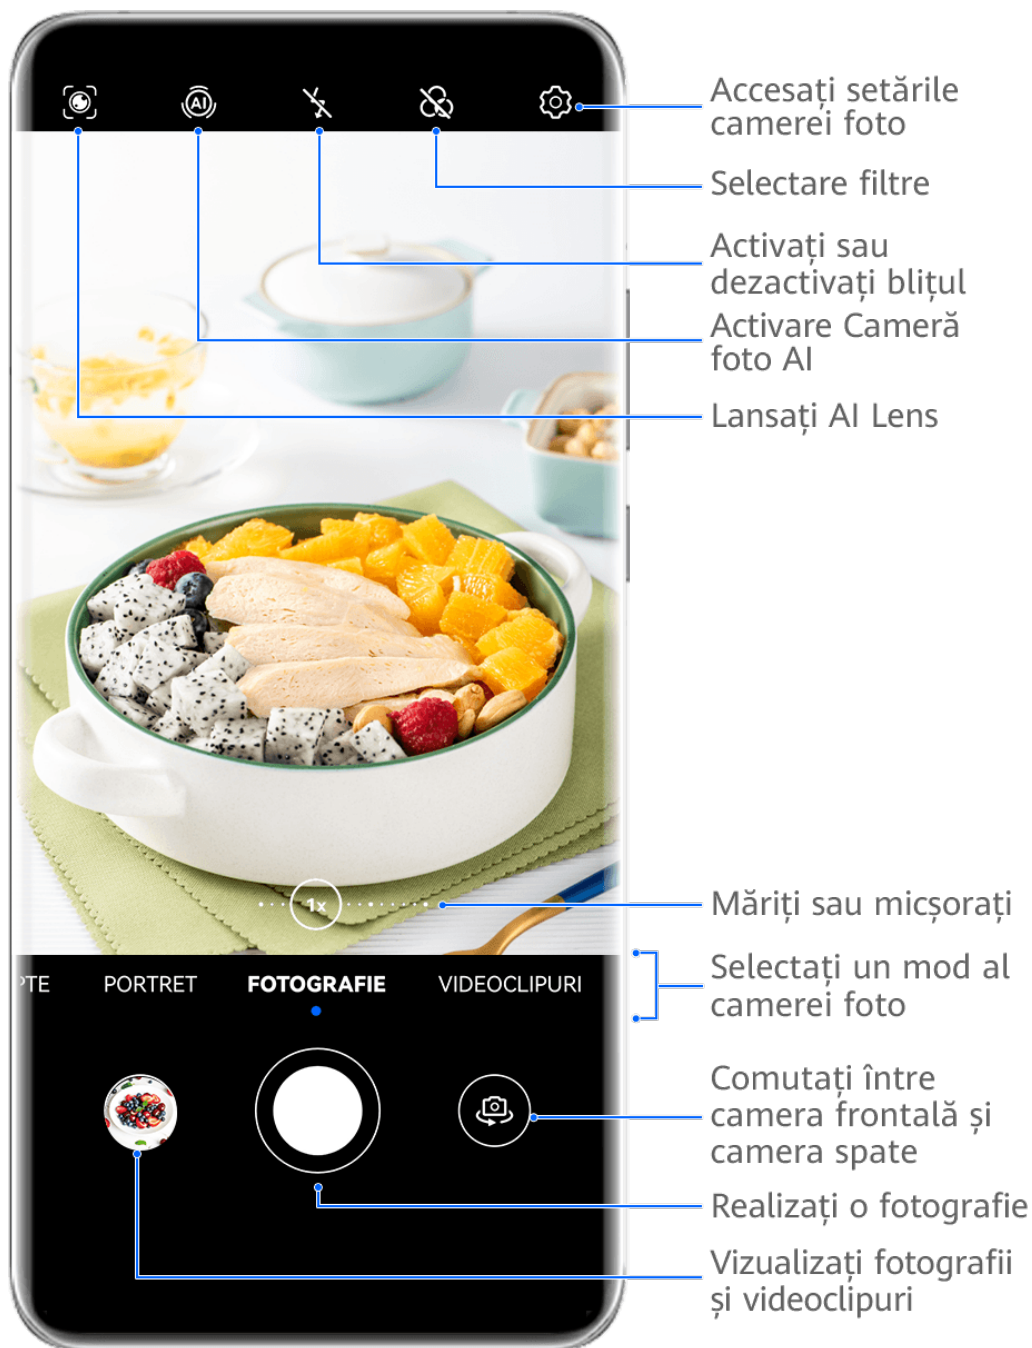 AI
Accesați setările
camerei foto
Selectare filtre
Activați sau
dezactivați blițul
Activare Cameră
foto AI
Lansați AI Lens
1x
Măriți sau micșorați
PTE
PORTRET
FOTOGRAFIE
VIDEOCLIPURI
Selectați un mod al
camerei foto
Comutați între
camera frontală și
camera spate
Realizați o fotografie
Vizualizați fotografii
și videoclipuri